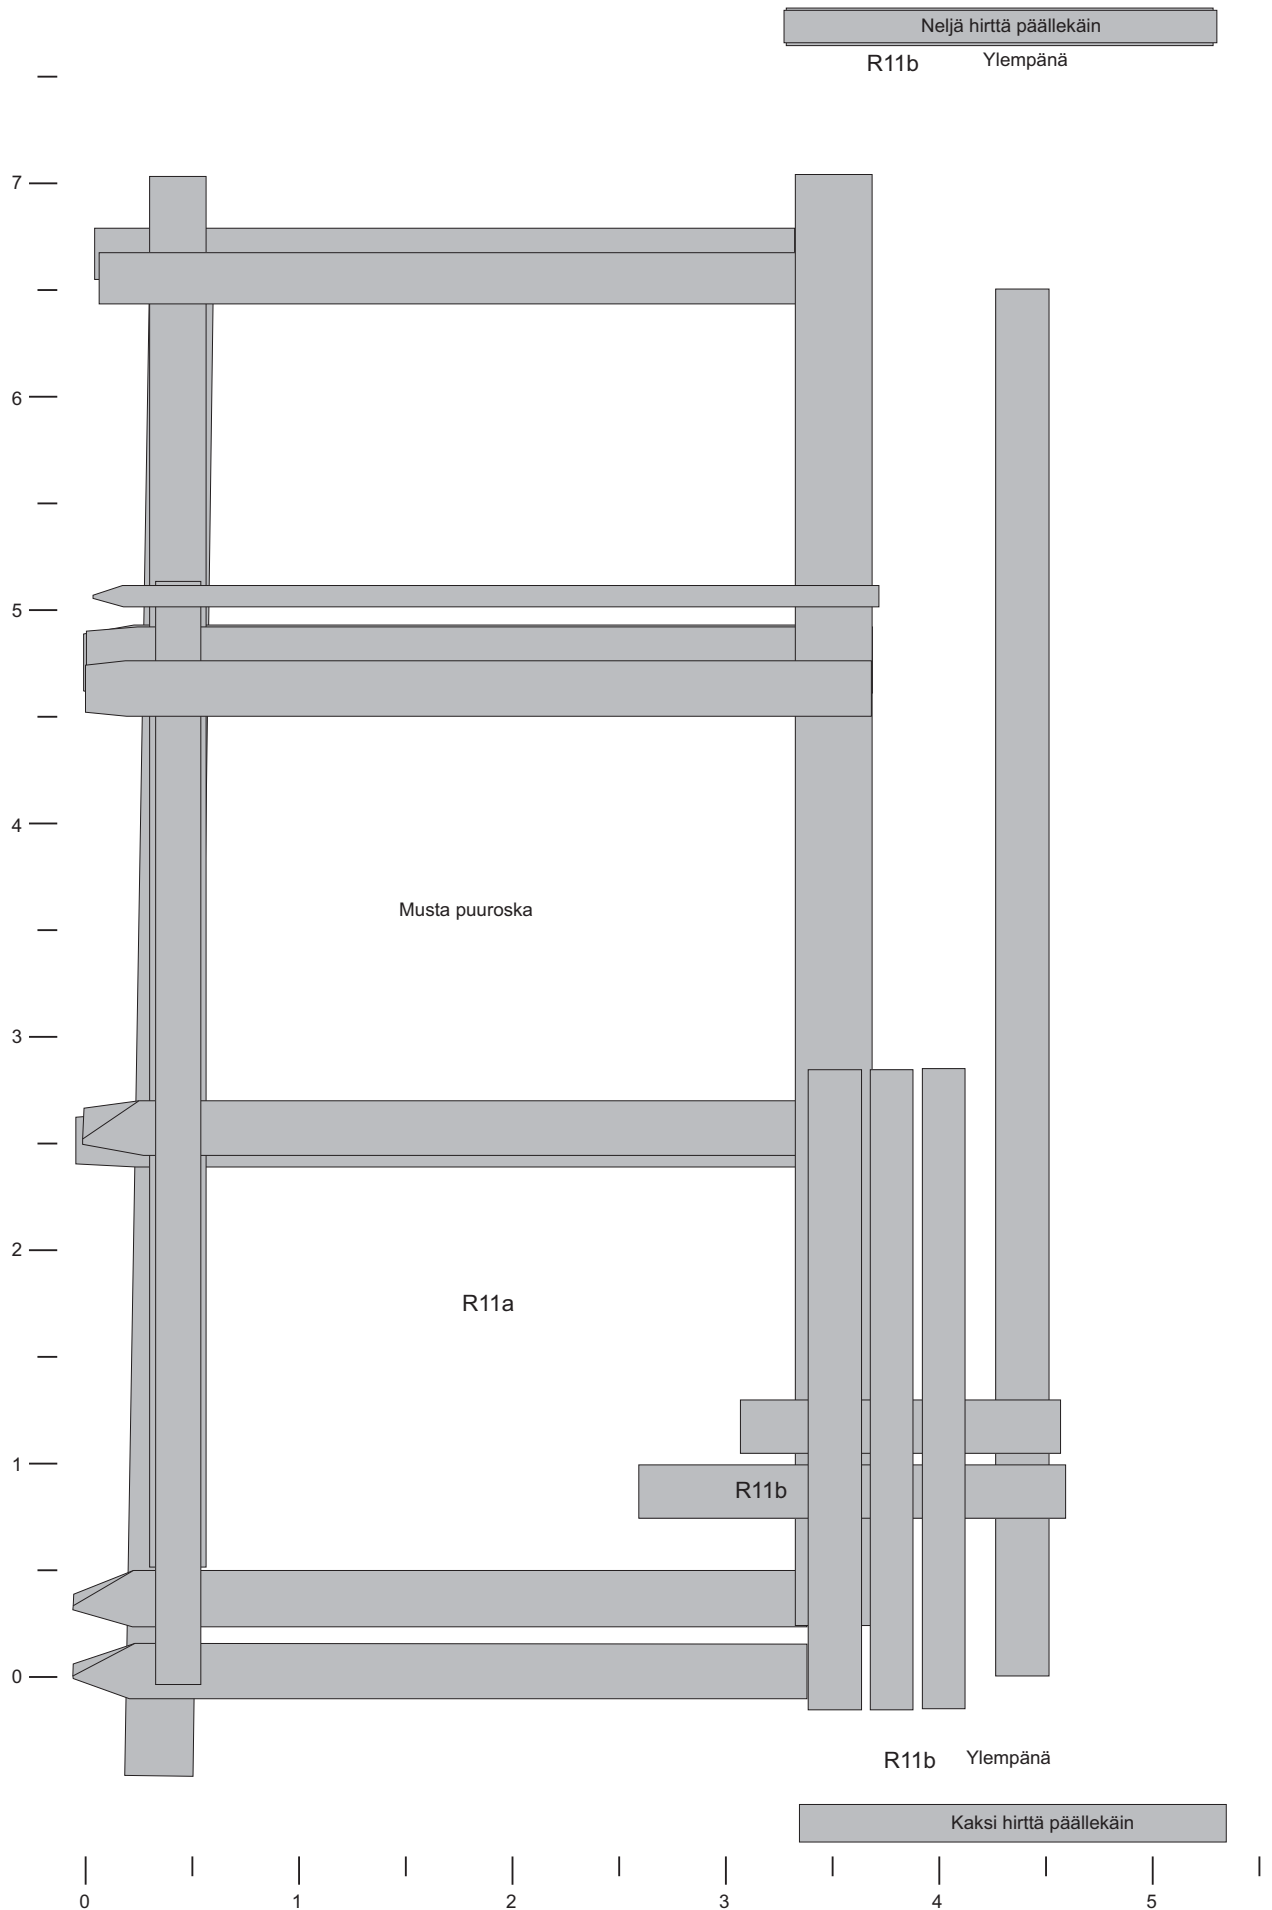 Neljä hirttä päällekäin
R11b Ylempänä
7
6
5
4
Musta puuroska
3
2
R11a
1
R11b
0
R11b Ylempänä
Kaksi hirttä päällekäin
0 1 2 3 4 5